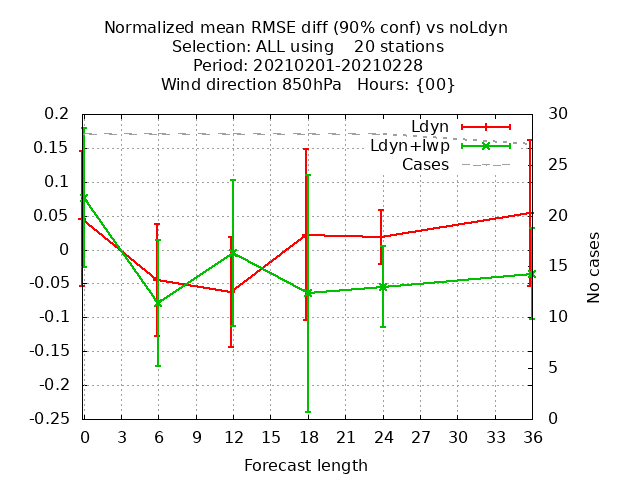 Normalized mean RMSE diff (90% conf) vs noLdyn
Selection: ALL using    20 stations
Period: 20210201-20210228
Wind direction 850hPa   Hours: {00}
Ldyn
Ldyn+lwp
Cases
0.2
0.15
0.1
0.05
0
-0.05
-0.1
-0.15
-0.2
-0.25
30
25
20
15
10
5
0
No cases
0 3 6 9 12 15 18 21 24 27 30 33 36
Forecast length